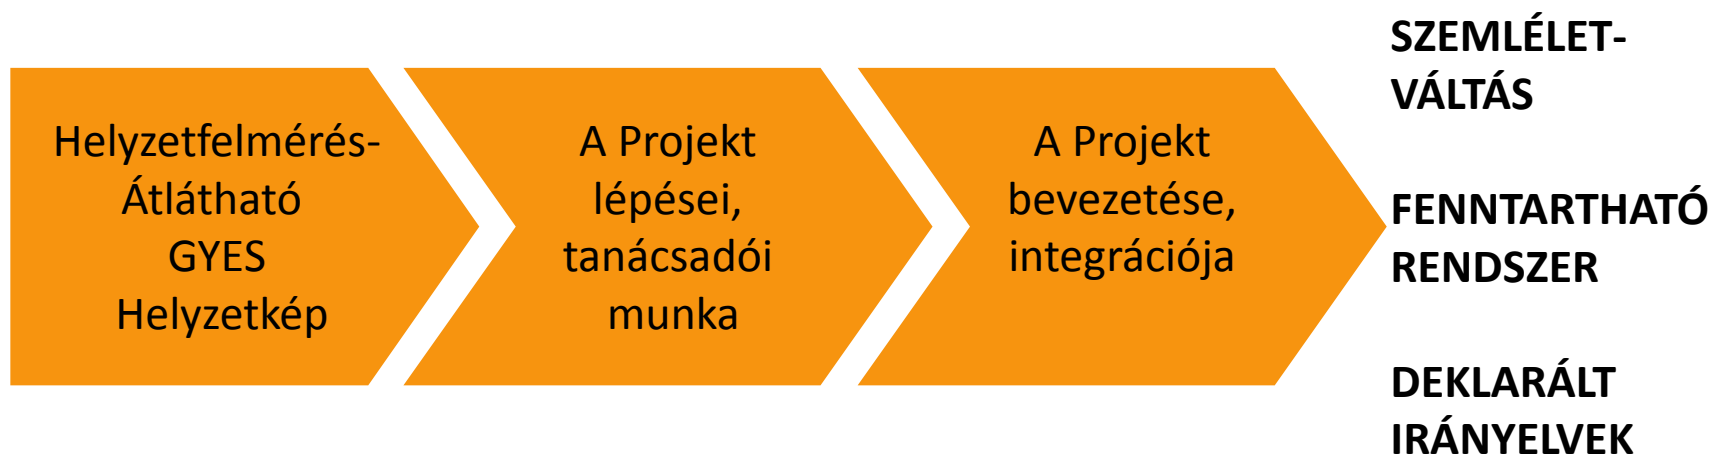 Helyzetfelmérés-
Átlátható
GYES
Helyzetkép
A Projekt
lépései,
tanácsadói
munka
A Projekt
bevezetése,
integrációja
SZEMLÉLET-
VÁLTÁS
FENNTARTHATÓ
RENDSZER
DEKLARÁLT
IRÁNYELVEK